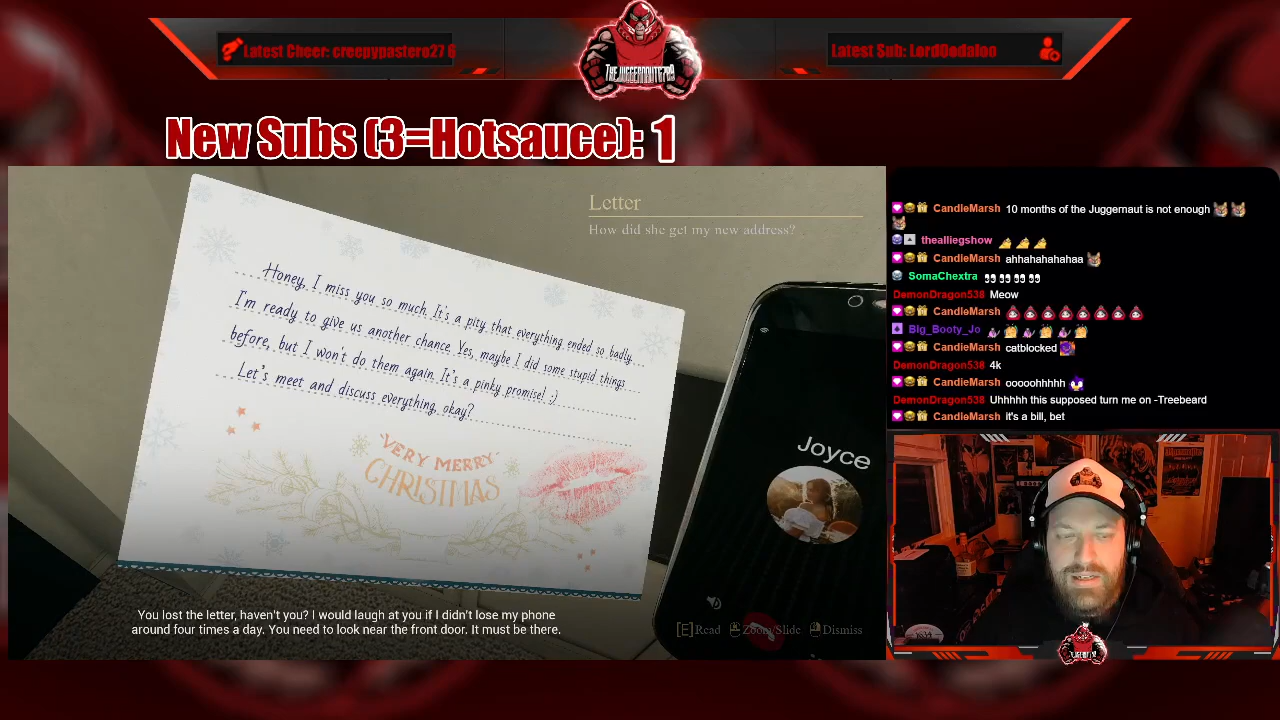 Latest Cheer: creepypastero27 6
THEJUGGERNAUT6789
Latest Sub: LordOodaloo
New Subs (3=Hotsauce): 1
Letter
How did she get my new address?
Honey, I miss you so much. It's a pity that everything ended so badly.
I'm ready to give us another chance. Yes, maybe I did some stupid things
before, but I won't do them again. It's a pinky promise! :)
Let's meet and discuss everything, okay?
VERY MERRY
CHRISTMAS
Joyce
You lost the letter, haven't you? I would laugh at you if I didn't lose my phone
around four times a day. You need to look near the front door. It must be there.
[E]Read Zoom/Slide Dismiss
CandieMarsh 10 months of the Juggernaut is not enough
thealliegshow
CandieMarsh ahhahahahahaa
SomaChextra
DemonDragon538 Meow
CandieMarsh
BIg_Booty_Jo
CandieMarsh catblocked
DemonDragon538 4k
CandieMarsh ooooohhhhh
DemonDragon538 Uhhhhh this supposed turn me on -Treebeard
CandieMarsh it's a bill, bet